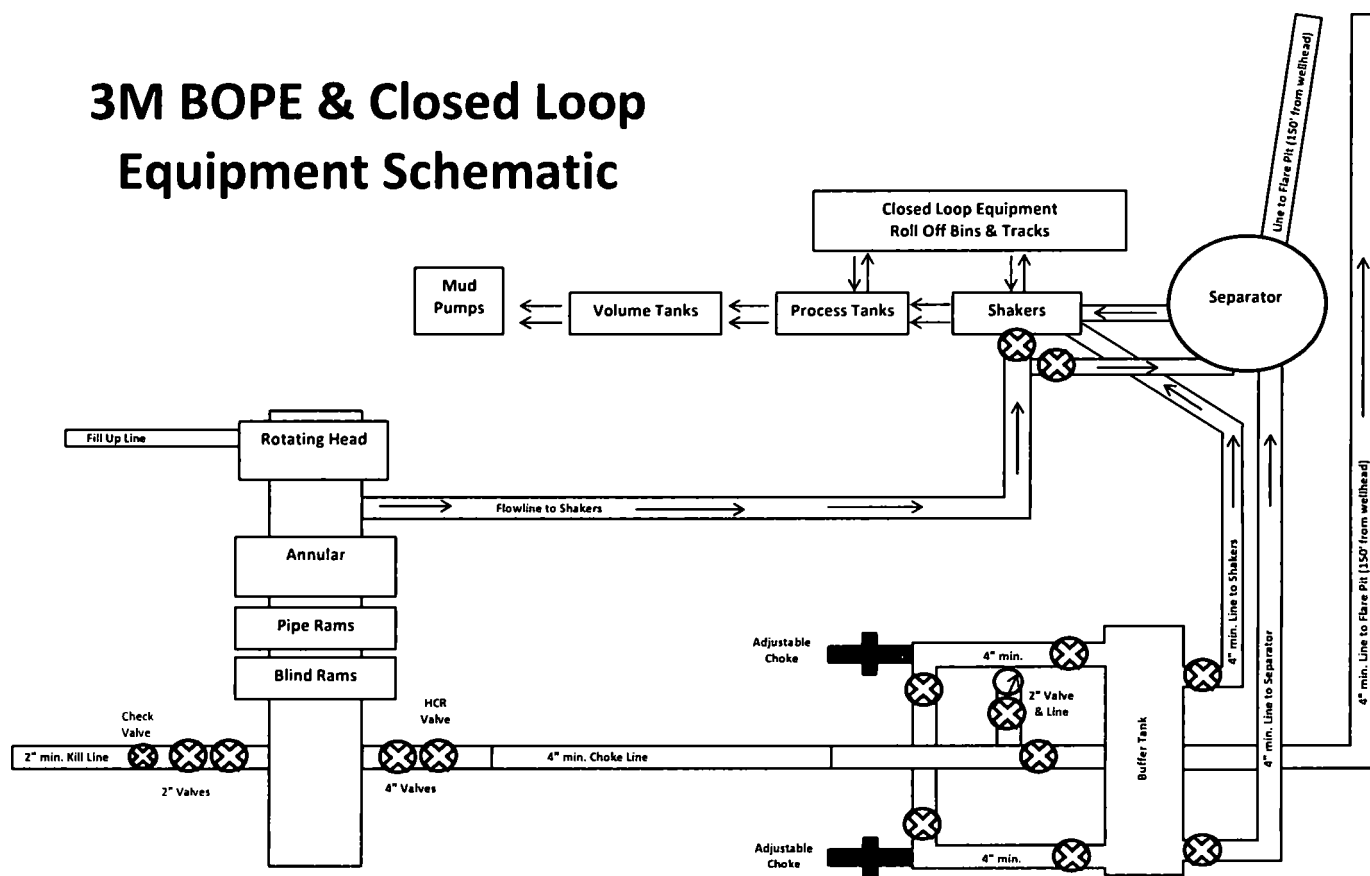 3M BOPE & Closed Loop
Equipment Schematic
Line to Flare Pit (150' from wellhead)
Closed Loop Equipment
Roll Off Bins & Tracks
Mud
Pumps
Volume Tanks
Process Tanks
Shakers
Separator
Fill Up Line
Rotating Head
Flowline to Shakers
Annular
Pipe Rams
Blind Rams
Adjustable
Choke
4" min.
2" Valve
& Line
Buffer Tank
4" min. Line to Shakers
4" min. Line to Separator
4" min. Line to Flare Pit (150' from wellhead)
Check
Valve
HCR
Valve
2" min. Kill Line
4" min. Choke Line
2" Valves
4" Valves
Adjustable
Choke
4" min.